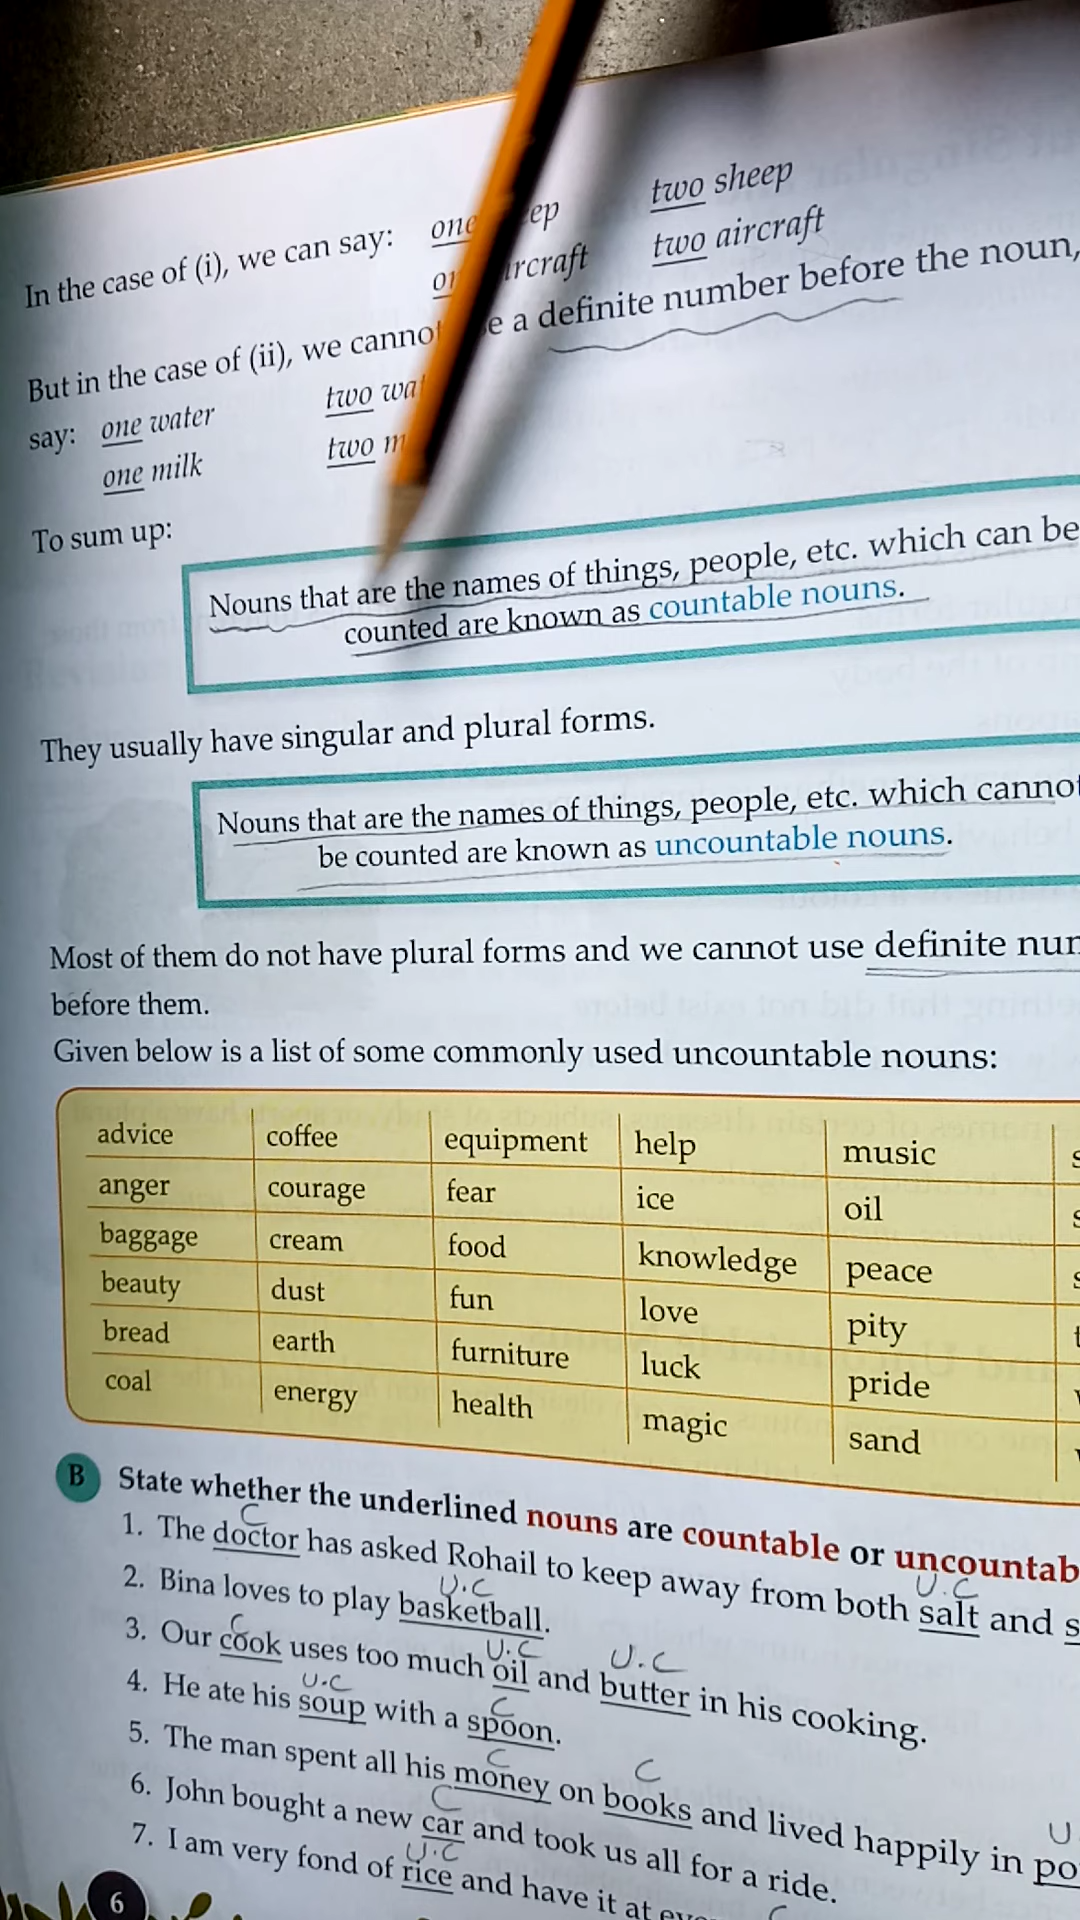 In the case of (i), we can say: one two sheep
two aircraft
But in the case of (ii), we cannot a definite number before the noun,
say: one water two
one milk two
To sum up:
Nouns that are the names of things, people, etc. which can be
counted are known as countable nouns.
They usually have singular and plural forms.
Nouns that are the names of things, people, etc. which cannot
be counted are known as uncountable nouns.
Most of them do not have plural forms and we cannot use definite
before them.
Given below is a list of some commonly used uncountable nouns:
advice coffee equipment help music
anger courage fear ice oil
baggage cream food knowledge peace
beauty dust fun love pity
bread earth furniture luck pride
coal energy health magic sand
B State whether the underlined nouns are countable or
C
1. The doctor has asked Rohail to keep away from both salt and
U.C U.C
2. Bina loves to play basketball.
C U.C U.C
3. Our cook uses too much oil and butter in his cooking.
U.C C
4. He ate his soup with a spoon.
C C U
5. The man spent all his money on books and lived happily in
C
6. John bought a new car and took us all for a ride.
U.C
7. I am very fond of rice and have it at
C
6